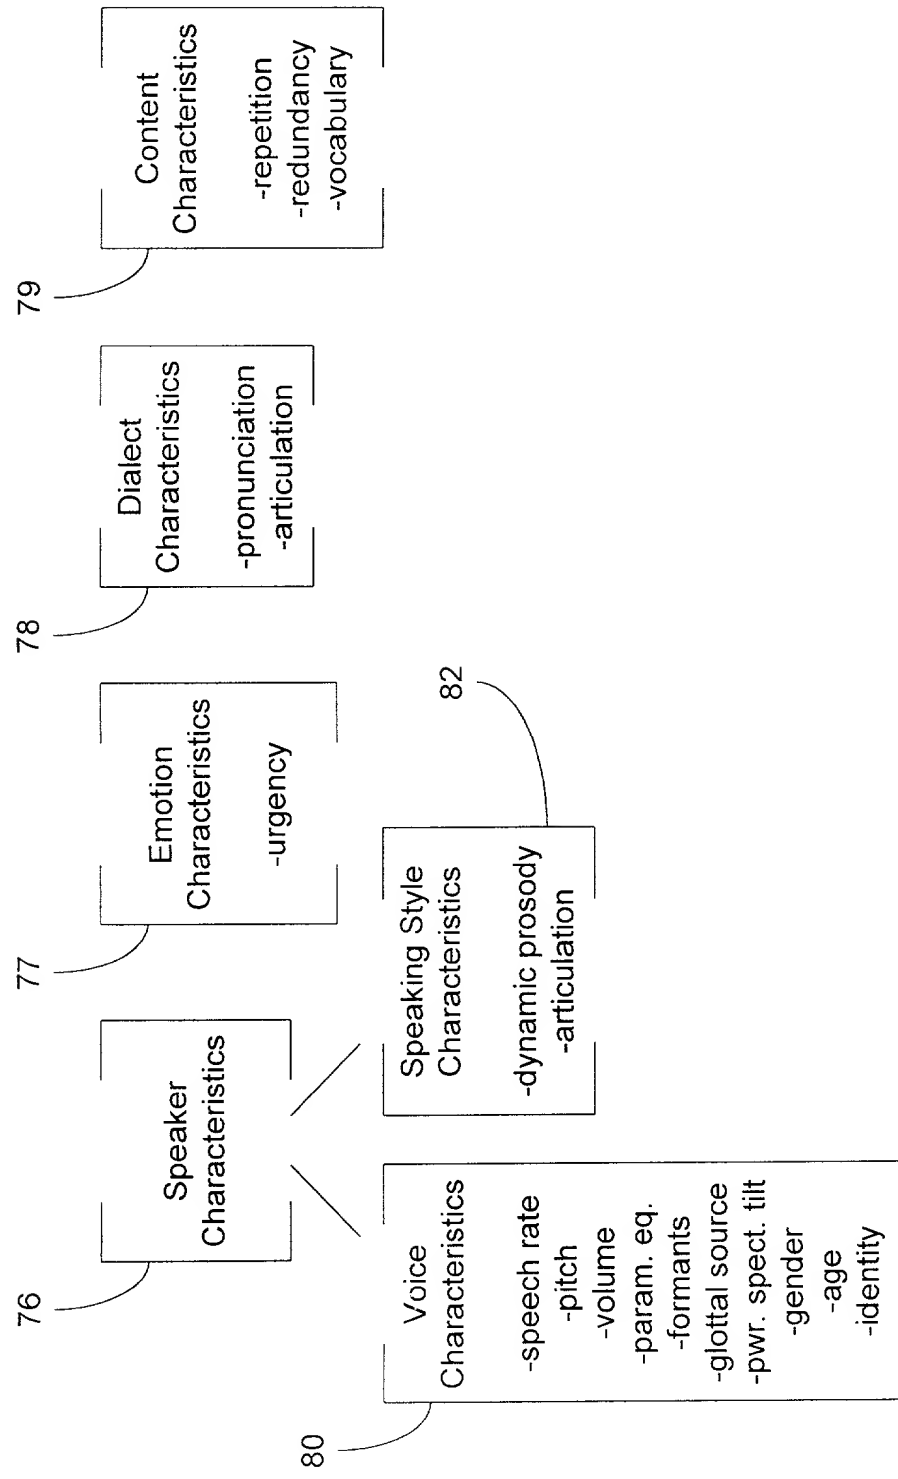 76
Speaker
Characteristics
77
Emotion
Characteristics
-urgency
78
Dialect
Characteristics
-pronunciation
-articulation
79
Content
Characteristics
-repetition
-redundancy
-vocabulary
80
Voice
Characteristics
-speech rate
-pitch
-volume
-param. eq.
-formants
-glottal source
-pwr. spect. tilt
-gender
-age
-identity
82
Speaking Style
Characteristics
-dynamic prosody
-articulation